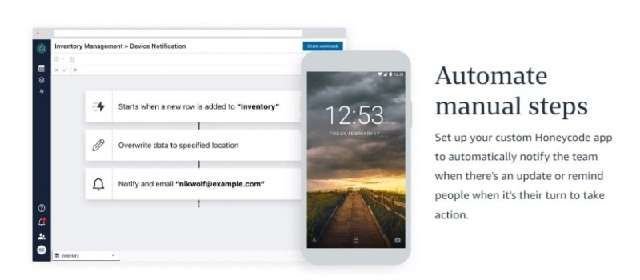 Inventory Management > Device Notification
Starts when a new row is added to "Inventory"
Overwrite data to specified location
Notify and email "nikwolf@example.com"
12:53
Automate
manual steps
Set up your custom Honeycode app
to automatically notify the team
when there's an update or remind
people when it's their turn to take
action.